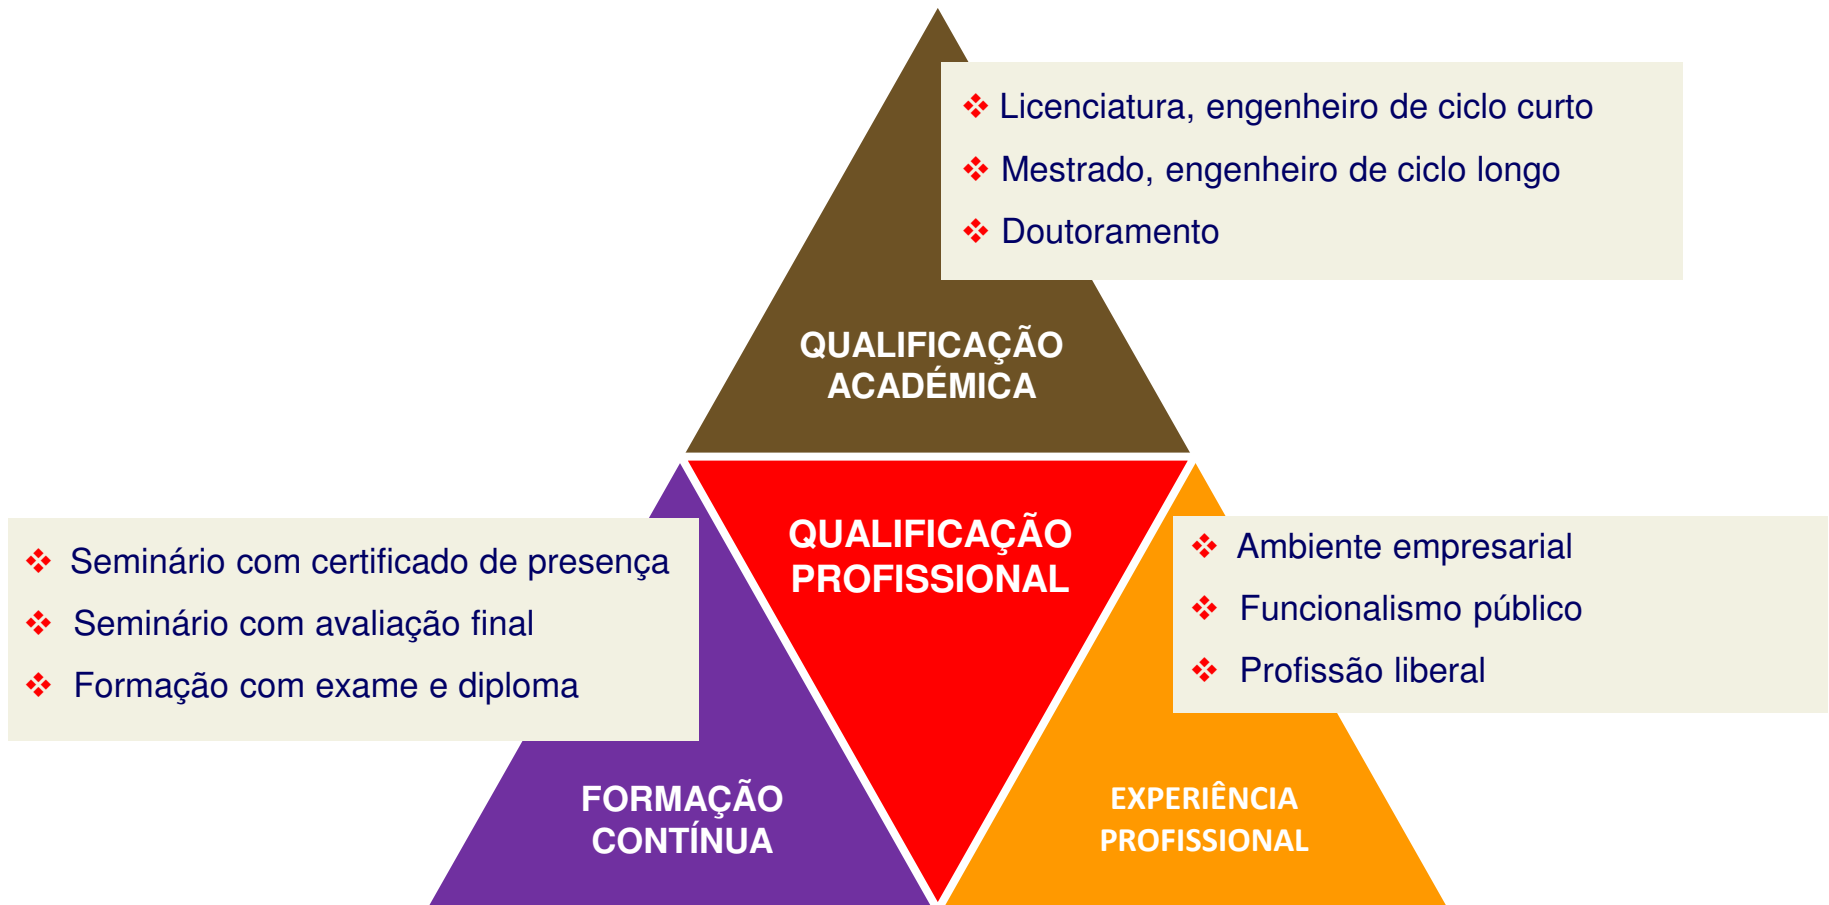 Licenciatura, engenheiro de ciclo curto
Mestrado, engenheiro de ciclo longo
Doutoramento
QUALIFICAÇÃO
ACADÉMICA
QUALIFICAÇÃO
PROFISSIONAL
Seminário com certificado de presença
Seminário com avaliação final
Formação com exame e diploma
Ambiente empresarial
Funcionalismo público
Profissão liberal
FORMAÇÃO
CONTÍNUA
EXPERIÊNCIA
PROFISSIONAL